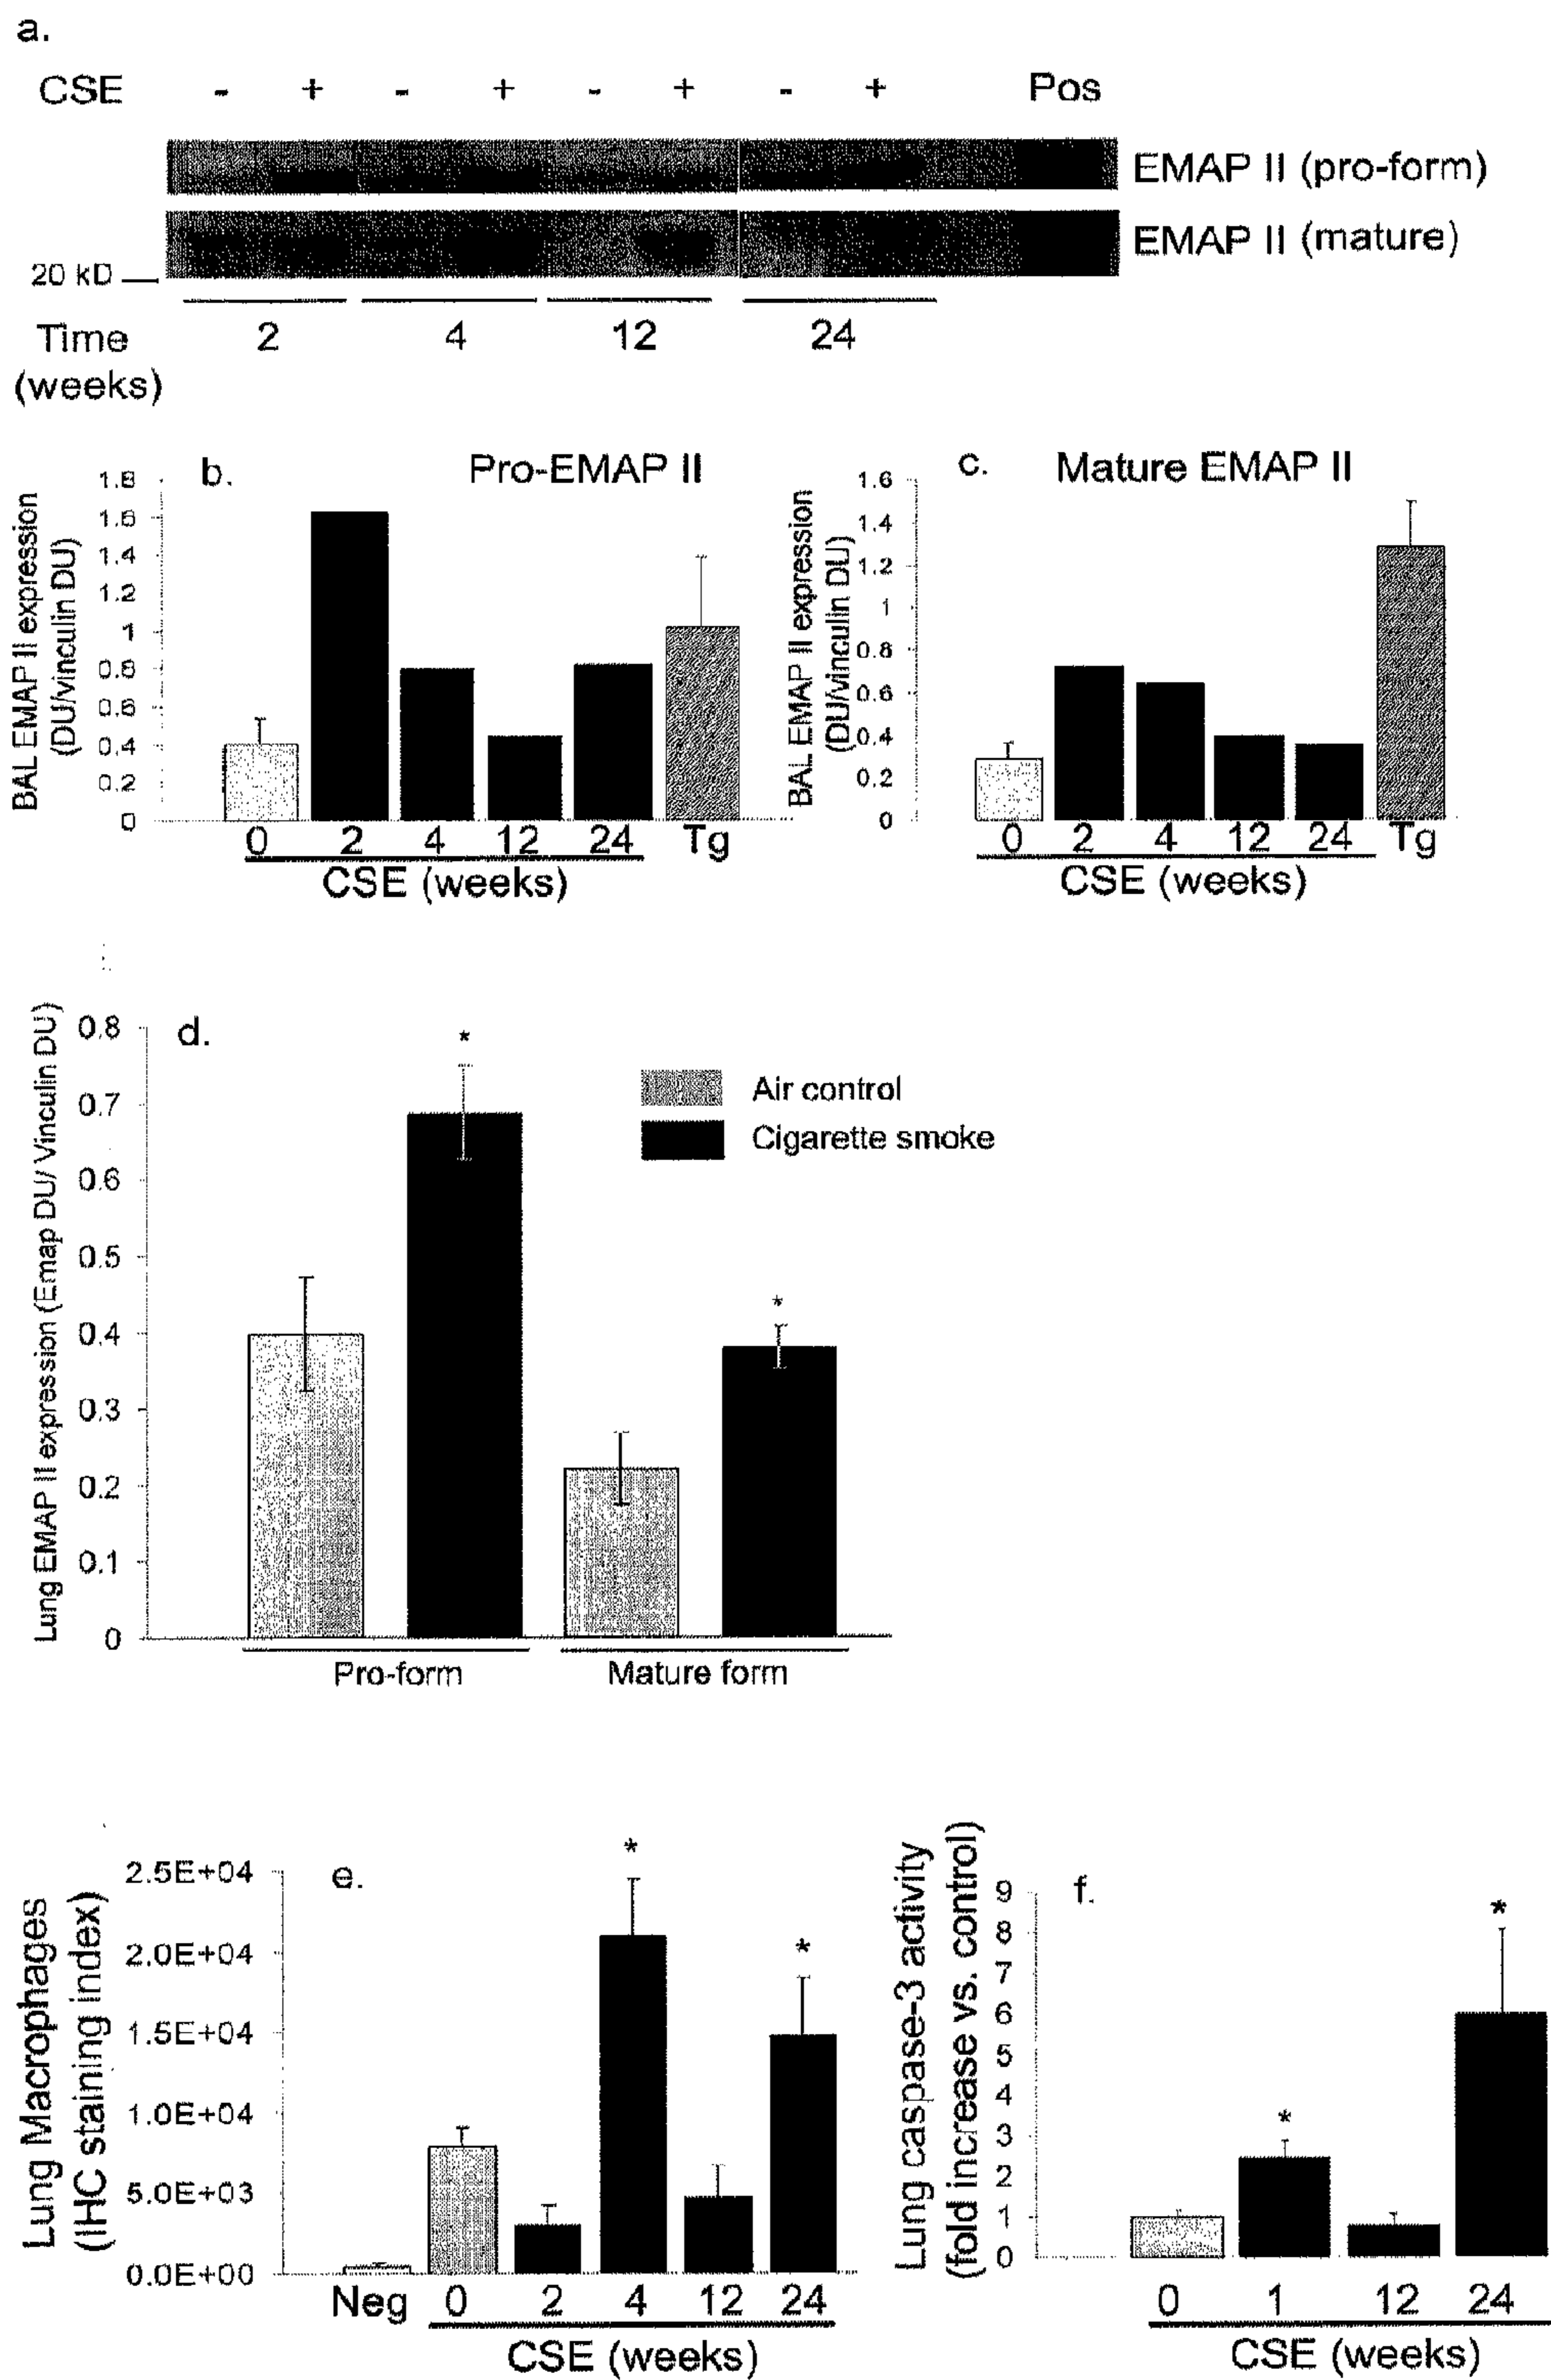 a.
CSE - + - + - + - + Pos
EMAP II (pro-form)
EMAP II (mature)
20 kD
Time 2 4 12 24
(weeks)
b. Pro-EMAP II
BAL EMAP II expression
(DU/vinculin DU)
1.8
1.6
1.4
1.2
1
0.8
0.6
0.4
0.2
0
0 2 4 12 24 Tg
CSE (weeks)
c. Mature EMAP II
BAL EMAP II expression
(DU/vinculin DU)
1.6
1.4
1.2
1
0.8
0.6
0.4
0.2
0
0 2 4 12 24 Tg
CSE (weeks)
d.
Lung EMAP II expression (Emap DU/ Vinculin DU)
0.8
0.7
0.6
0.5
0.4
0.3
0.2
0.1
0
*
*
Air control
Cigarette smoke
Pro-form Mature form
e.
Lung Macrophages
(IHC staining index)
2.5E+04
2.0E+04
1.5E+04
1.0E+04
5.0E+03
0.0E+00
*
*
Neg 0 2 4 12 24
CSE (weeks)
f.
Lung caspase-3 activity
(fold increase vs. control)
9
8
7
6
5
4
3
2
1
0
*
*
0 1 12 24
CSE (weeks)